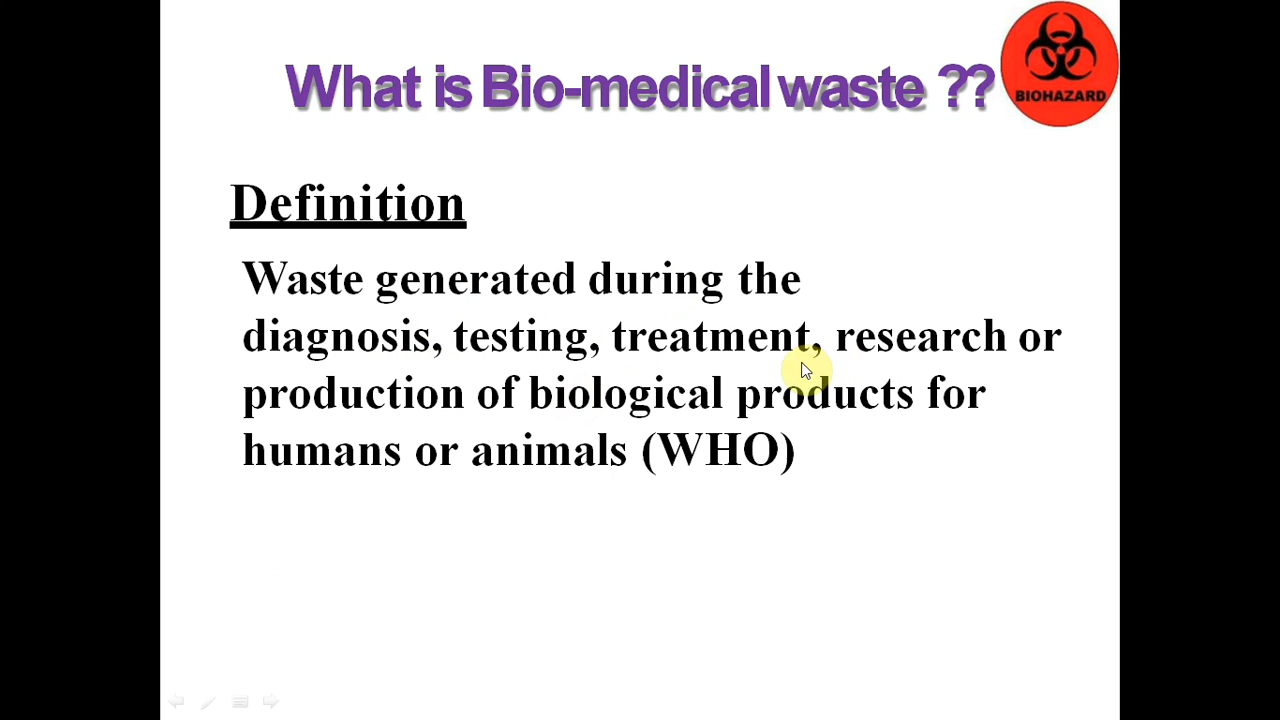 What is Bio-medical waste ??
BIOHAZARD
Definition
Waste generated during the
diagnosis, testing, treatment, research or
production of biological products for
humans or animals (WHO)